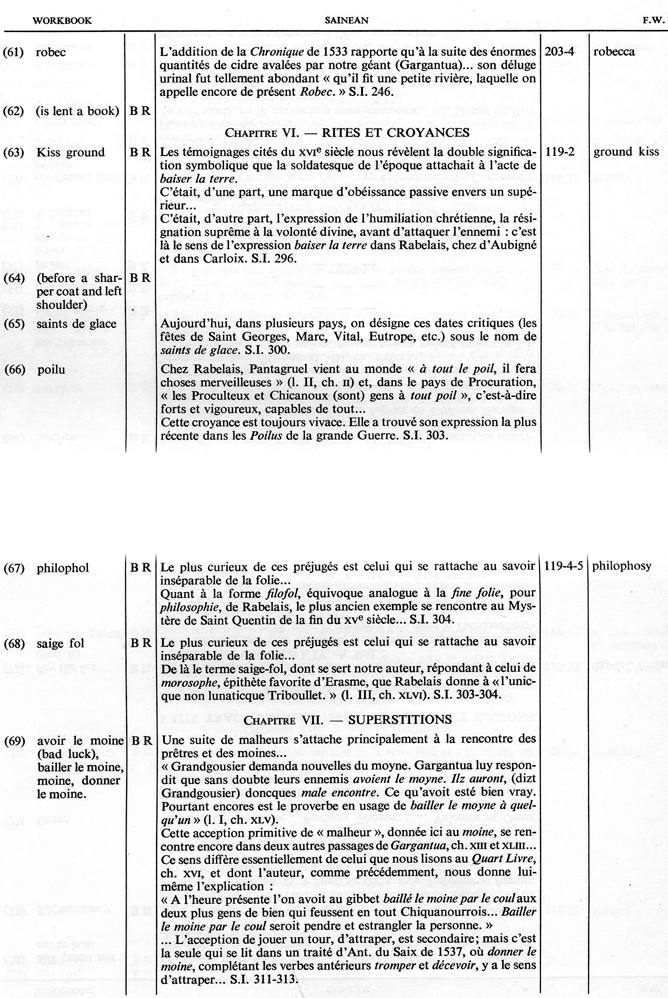 WORKBOOK SAINEAN F.W.
(61) robec L'addition de la Chronique de 1533 rapporte qu'à la suite des énormes 203-4 robecca
quantités de cidre avalées par notre géant (Gargantua)... son déluge
urinal fut tellement abondant « qu'il fit une petite rivière, laquelle on
appelle encore de présent Robec. » S.I. 246.
(62) (is lent a book) B R
CHAPITRE VI. — RITES ET CROYANCES
(63) Kiss ground B R Les témoignages cités du XVIe siècle nous révèlent la double significa- 119-2 ground kiss
tion symbolique que la soldatesque de l'époque attachait à l'acte de
baiser la terre.
C'était, d'une part, une marque d'obéissance passive envers un supé-
rieur...
C'était, d'autre part, l'expression de l'humiliation chrétienne, la rési-
gnation suprême à la volonté divine, avant d'attaquer l'ennemi : c'est
là le sens de l'expression baiser la terre dans Rabelais, chez d'Aubigné
et dans Carloix. S.I. 296.
(64) (before a shar- B R
per coat and left
shoulder)
(65) saints de glace Aujourd'hui, dans plusieurs pays, on désigne ces dates critiques (les
fêtes de Saint Georges, Marc, Vital, Eutrope, etc.) sous le nom de
saints de glace. S.I. 300.
(66) poilu Chez Rabelais, Pantagruel vient au monde « à tout le poil, il fera
choses merveilleuses » (l. II, ch. II) et, dans le pays de Procuration,
« les Proculteux et Chicanoux (sont) gens à tout poil », c'est-à-dire
forts et vigoureux, capables de tout...
Cette croyance est toujours vivace. Elle a trouvé son expression la plus
récente dans les Poilus de la grande Guerre. S.I. 303.
(67) philophol B R Le plus curieux de ces préjugés est celui qui se rattache au savoir 119-4-5 philophosy
inséparable de la folie...
Quant à la forme filofol, équivoque analogue à la fine folie, pour
philosophie, de Rabelais, le plus ancien exemple se rencontre au Mys-
tère de Saint Quentin de la fin du XVe siècle... S.I. 304.
(68) saige fol B R Le plus curieux de ces préjugés est celui qui se rattache au savoir
inséparable de la folie...
De là le terme saige-fol, dont se sert notre auteur, répondant à celui de
morosophe, épithète favorite d'Erasme, que Rabelais donne à « l'unic-
que non lunaticque Triboullet. » (l. III, ch. XLVI). S.I. 303-304.
CHAPITRE VII. — SUPERSTITIONS
(69) avoir le moine B R Une suite de malheurs s'attache principalement à la rencontre des
(bad luck), prêtres et des moines...
bailler le moine, « Grandgousier demanda nouvelles du moyne. Gargantua luy respon-
moine, donner dit que sans doubte leurs ennemis avoient le moyne. Ilz auront, (dizt
le moine. Grandgousier) doncques male encontre. Ce qu'avoit esté bien vray.
Pourtant encores est le proverbe en usage de bailler le moyne à quel-
qu'un » (l. I, ch. XLV).
Cette acception primitive de « malheur », donnée ici au moine, se ren-
contre encore dans deux autres passages de Gargantua, ch. XIII et XLIII...
Ce sens diffère essentiellement de celui que nous lisons au Quart Livre,
ch. XVI, et dont l'auteur, comme précédemment, nous donne lui-
même l'explication :
« A l'heure présente l'on avoit au gibbet baillé le moine par le coul aux
deux plus gens de bien qui feussent en tout Chiquanourrois... Bailler
le moine par le coul seroit pendre et estrangler la personne. »
... L'acception de jouer un tour, d'attraper, est secondaire; mais c'est
la seule qui se lit dans un traité d'Ant. du Saix de 1537, où donner le
moine, complétant les verbes antérieurs tromper et décevoir, y a le sens
d'attraper... S.I. 311-313.